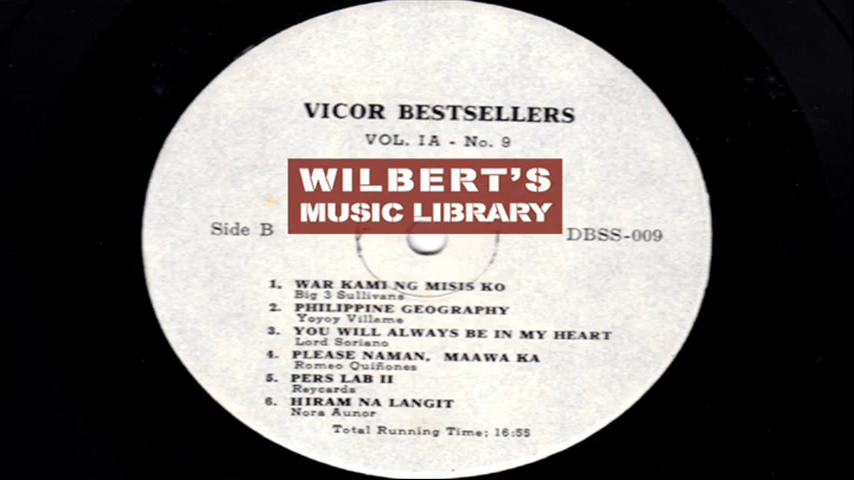 VICOR BESTSELLERS
VOL. IA - No. 9
WILBERT'S
MUSIC LIBRARY
Side B
DBSS-009
1. WAR KAMI NG MISIS KO
Big 3 Sullivans
2. PHILIPPINE GEOGRAPHY
Yoyoy Villame
3. YOU WILL ALWAYS BE IN MY HEART
Lord Soriano
4. PLEASE NAMAN, MAAWA KA
Romeo Quiñones
5. PERS LAB II
Reycards
6. HIRAM NA LANGIT
Nora Aunor
Total Running Time; 16:55